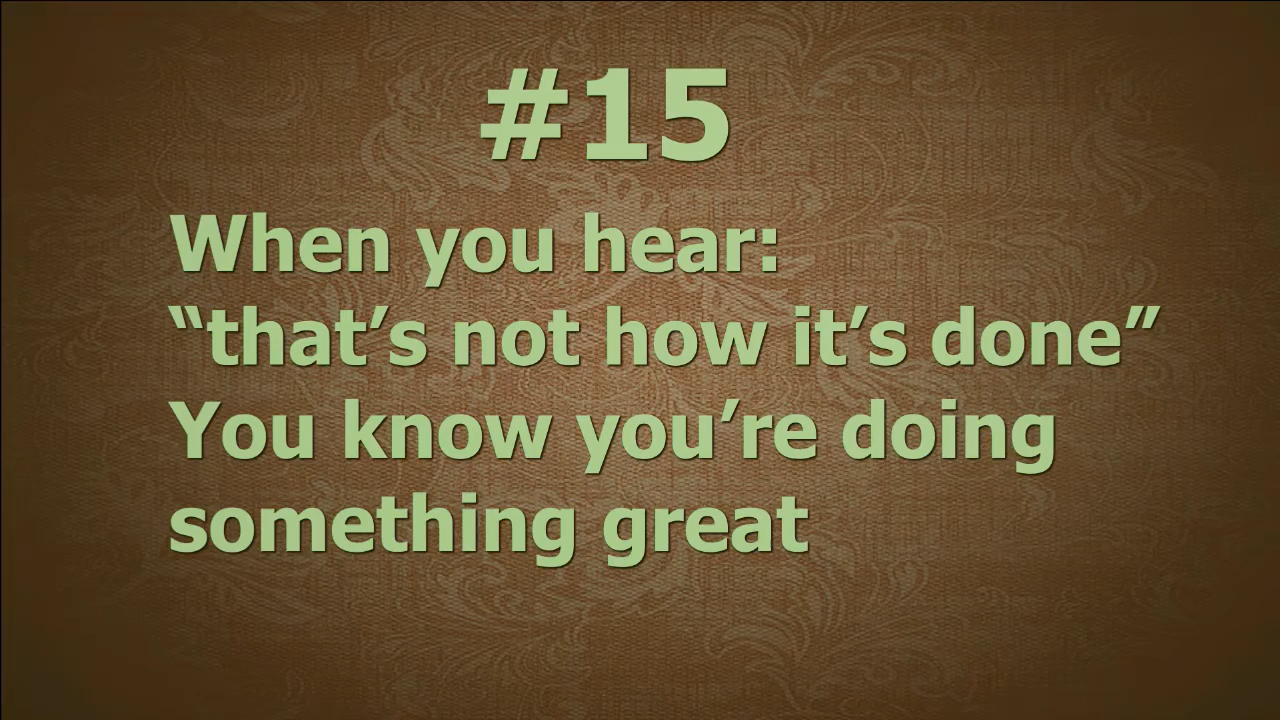 #15
When you hear:
“that’s not how it’s done”
You know you’re doing
something great